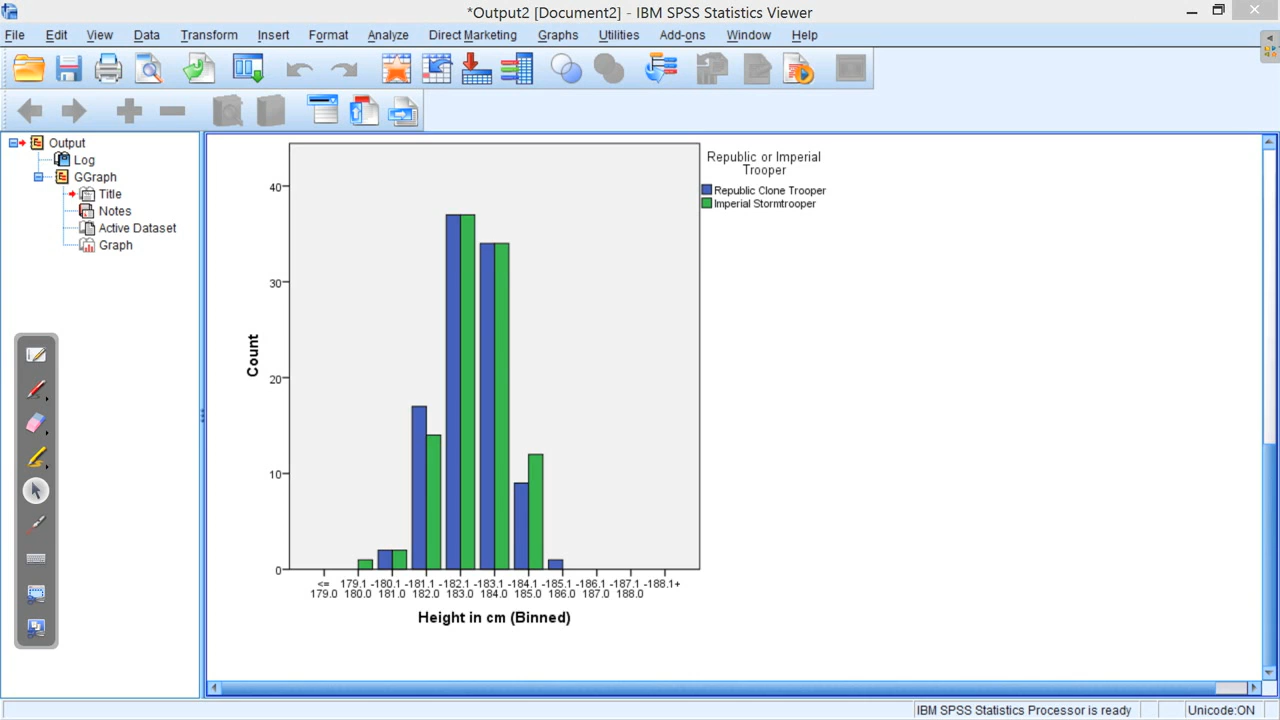 *Output2 [Document2] - IBM SPSS Statistics Viewer
File Edit View Data Transform Insert Format Analyze Direct Marketing Graphs Utilities Add-ons Window Help
Output
Log
GGraph
Title
Notes
Active Dataset
Graph
Republic or Imperial
Trooper
Republic Clone Trooper
Imperial Stormtrooper
40
30
20
10
0
Count
<= 179.1 -180.1 -181.1 -182.1 -183.1 -184.1 -185.1 -186.1 -187.1 -188.1+
179.0 180.0 181.0 182.0 183.0 184.0 185.0 186.0 187.0 188.0
Height in cm (Binned)
IBM SPSS Statistics Processor is ready Unicode:ON